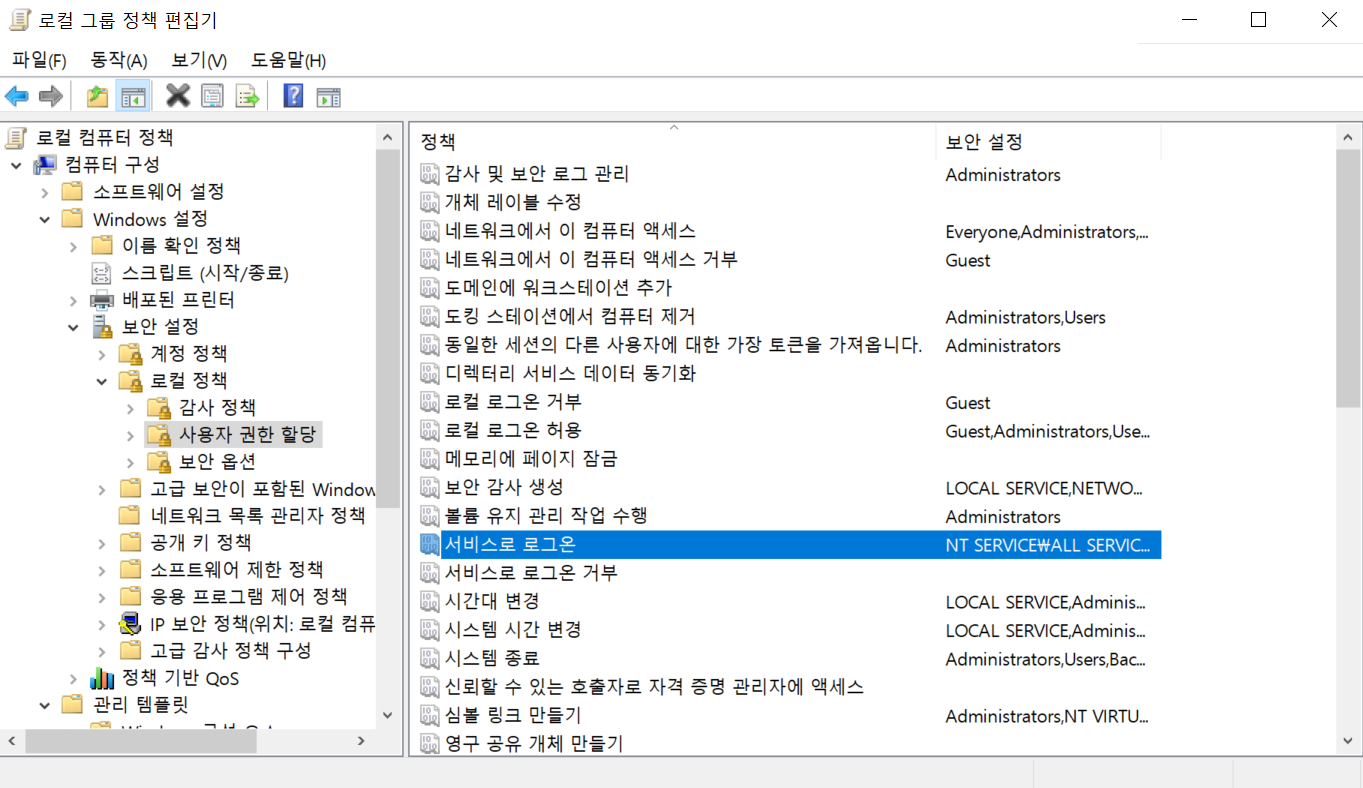 로컬 그룹 정책 편집기
파일(F) 동작(A) 보기(V) 도움말(H)
로컬 컴퓨터 정책
컴퓨터 구성
소프트웨어 설정
Windows 설정
이름 확인 정책
스크립트 (시작/종료)
배포된 프린터
보안 설정
계정 정책
로컬 정책
감사 정책
사용자 권한 할당
보안 옵션
고급 보안이 포함된 Window
네트워크 목록 관리자 정책
공개 키 정책
소프트웨어 제한 정책
응용 프로그램 제어 정책
IP 보안 정책(위치: 로컬 컴퓨
고급 감사 정책 구성
정책 기반 QoS
관리 템플릿
정책 보안 설정
감사 및 보안 로그 관리 Administrators
개체 레이블 수정
네트워크에서 이 컴퓨터 액세스 Everyone,Administrators,...
네트워크에서 이 컴퓨터 액세스 거부 Guest
도메인에 워크스테이션 추가
도킹 스테이션에서 컴퓨터 제거 Administrators,Users
동일한 세션의 다른 사용자에 대한 가장 토큰을 가져옵니다. Administrators
디렉터리 서비스 데이터 동기화
로컬 로그온 거부 Guest
로컬 로그온 허용 Guest,Administrators,Use...
메모리에 페이지 잠금
보안 감사 생성 LOCAL SERVICE,NETWO...
볼륨 유지 관리 작업 수행 Administrators
서비스로 로그온 NT SERVICE₩ALL SERVIC...
서비스로 로그온 거부
시간대 변경 LOCAL SERVICE,Adminis...
시스템 시간 변경 LOCAL SERVICE,Adminis...
시스템 종료 Administrators,Users,Bac...
신뢰할 수 있는 호출자로 자격 증명 관리자에 액세스
심볼 링크 만들기 Administrators,NT VIRTU...
영구 공유 개체 만들기